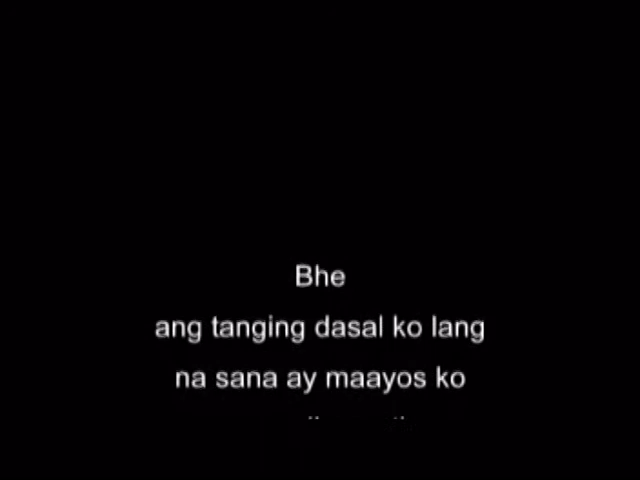 Bhe
ang tanging dasal ko lang
na sana ay maayos ko